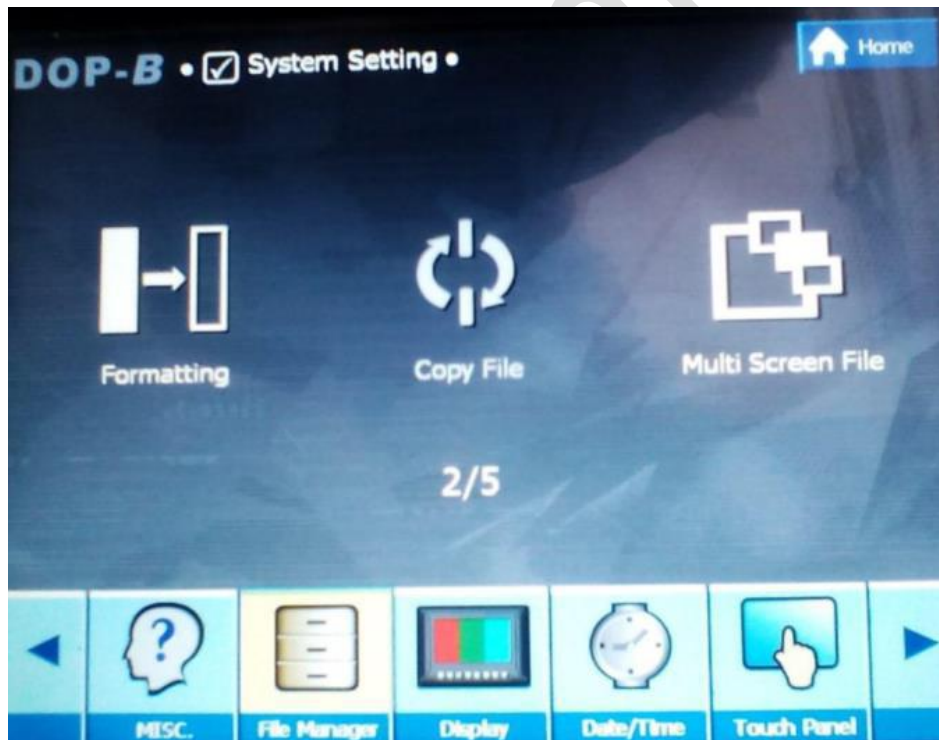 DOP-B • System Setting •
Home
Formatting
Copy File
Multi Screen File
2/5
MISC.
File Manager
Display
Date/Time
Touch Panel